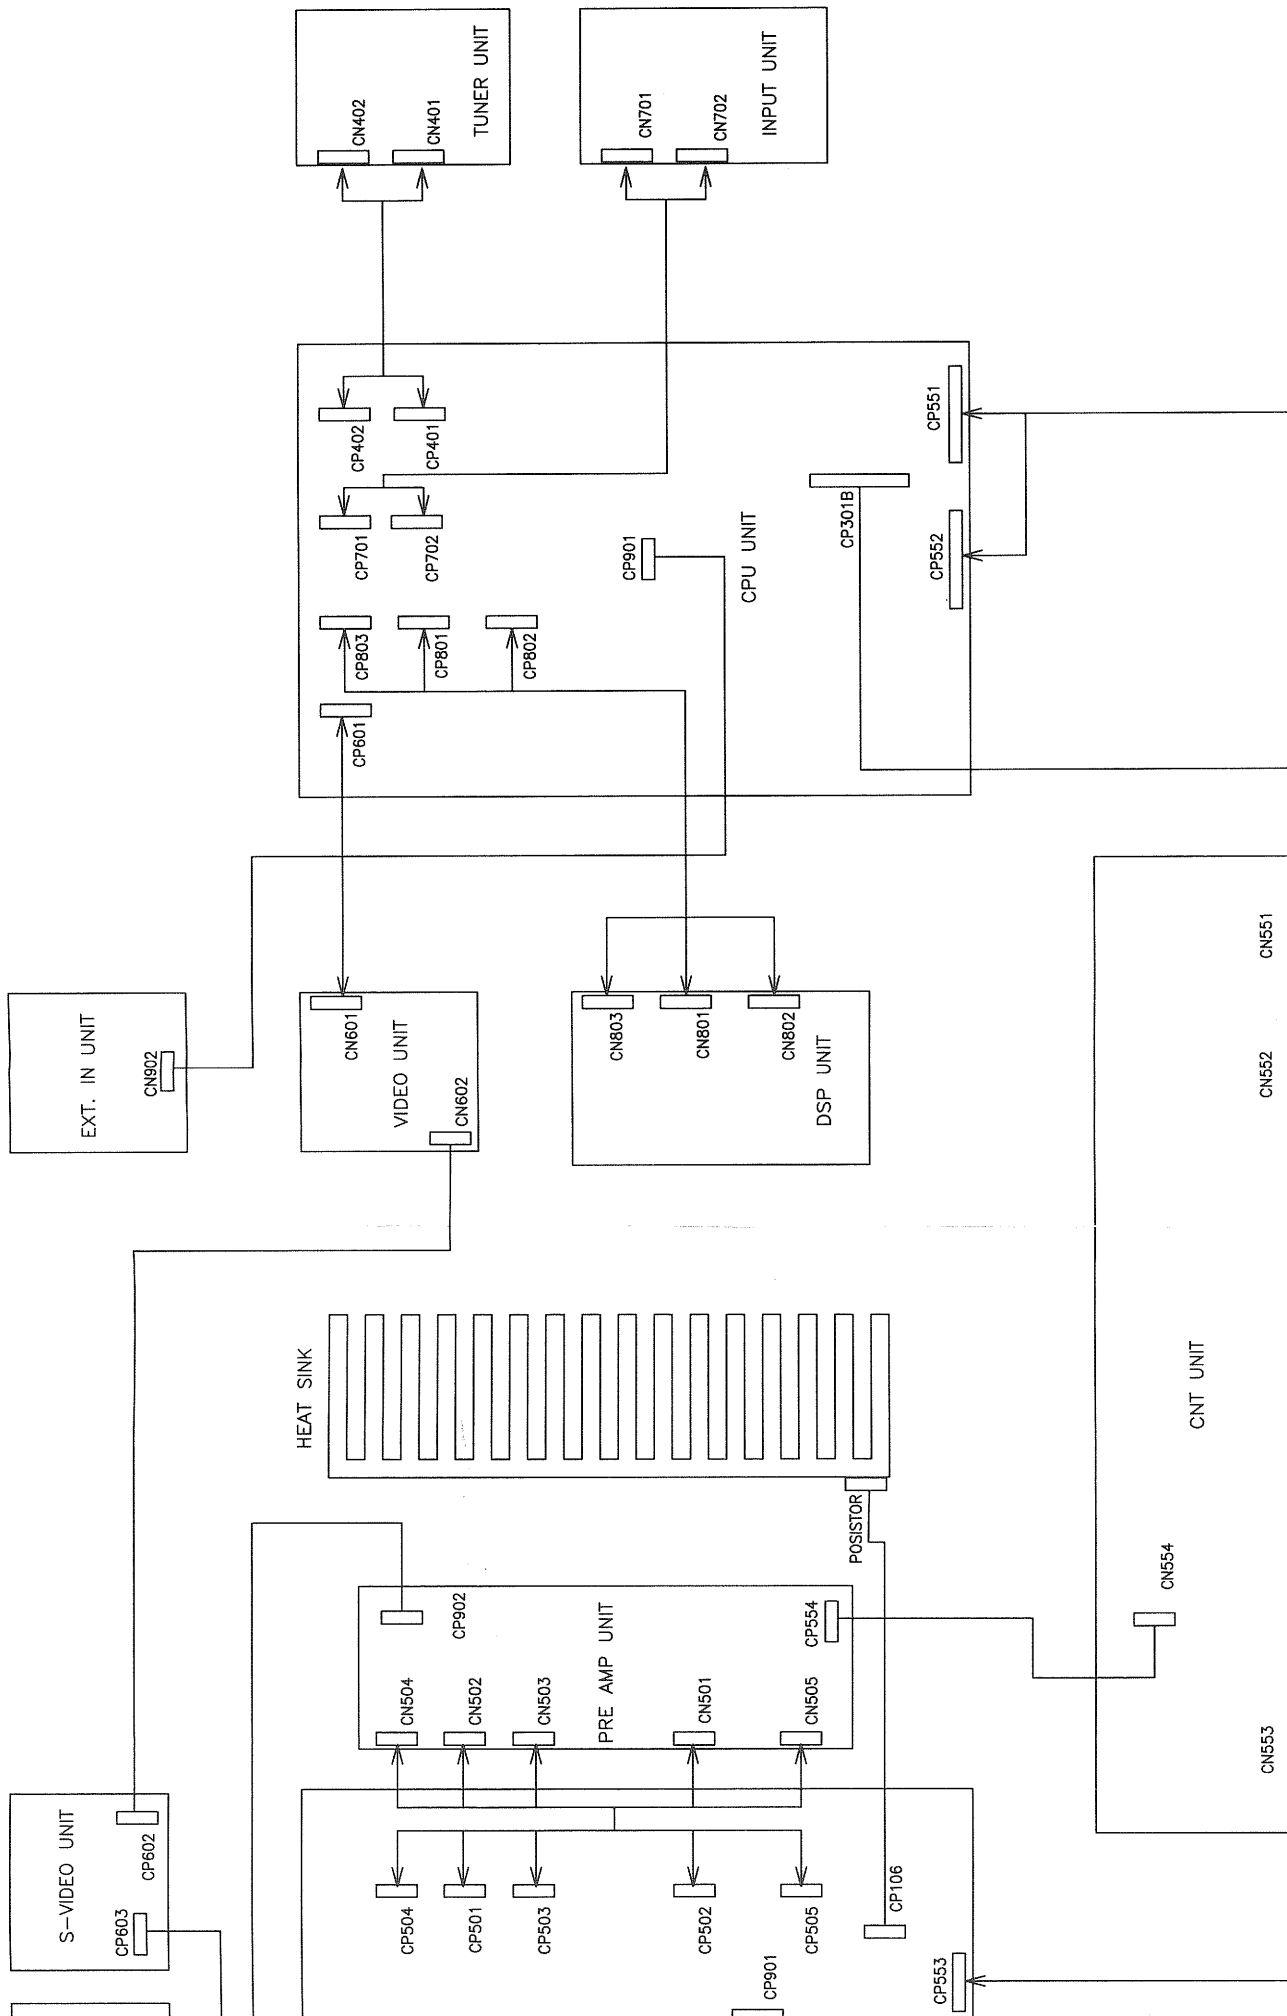 CN402
CN401
TUNER UNIT
CN701
CN702
INPUT UNIT
CP402
CP401
CP701
CP702
CP803
CP801
CP802
CP601
CP901
CPU UNIT
CP301B
CP551
CP552
EXT. IN UNIT
CN902
CN601
VIDEO UNIT
CN602
CN803
CN801
CN802
DSP UNIT
CN551
CN552
HEAT SINK
POSISTOR
CNT UNIT
CN554
CN553
CP902
PRE AMP UNIT
CP554
CN504
CN502
CN503
CN501
CN505
S-VIDEO UNIT
CP602
CP603
CP504
CP501
CP503
CP502
CP505
CP106
CP901
CP553